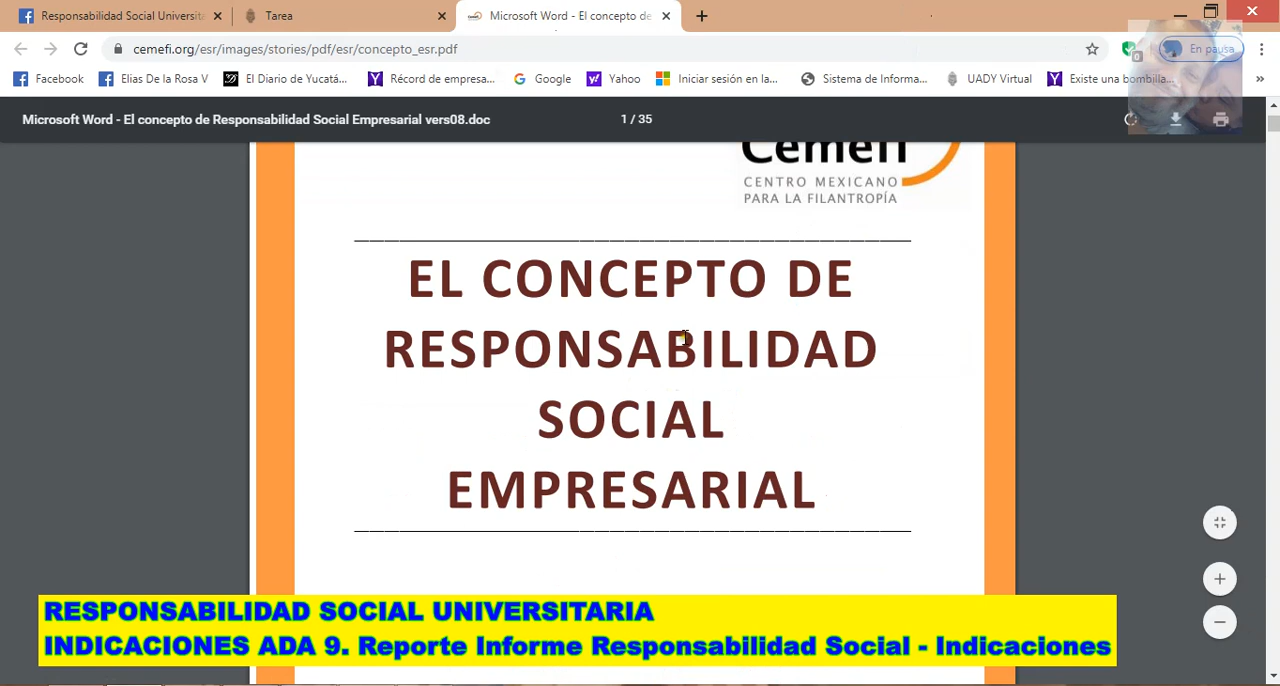 Responsabilidad Social Universita
Tarea
Microsoft Word - El concepto de
cemefi.org/esr/images/stories/pdf/esr/concepto_esr.pdf
0
En pausa
Facebook
Elias De la Rosa V
El Diario de Yucatá...
Récord de empresa...
Google
Yahoo
Iniciar sesión en la...
Sistema de Informa...
UADY Virtual
Existe una bombilla...
»
Microsoft Word - El concepto de Responsabilidad Social Empresarial vers08.doc
1 / 35
Cemefi
CENTRO MEXICANO
PARA LA FILANTROPÍA
EL CONCEPTO DE
RESPONSABILIDAD
SOCIAL
EMPRESARIAL
RESPONSABILIDAD SOCIAL UNIVERSITARIA
INDICACIONES ADA 9. Reporte Informe Responsabilidad Social - Indicaciones